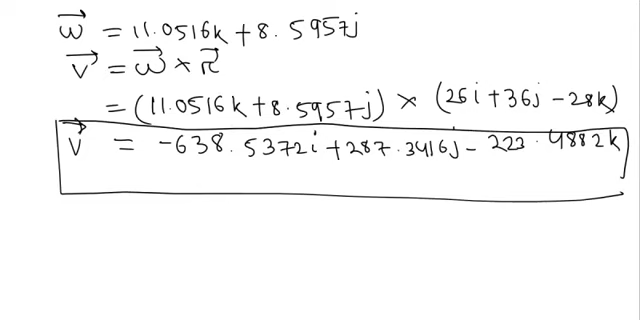 w⃗ = 11.0516k + 8.5957j
v⃗ = w⃗ × r⃗
= (11.0516k + 8.5957j) × (26i + 36j − 28k)
v⃗ = -638.5372i + 287.3416j − 223.4882k